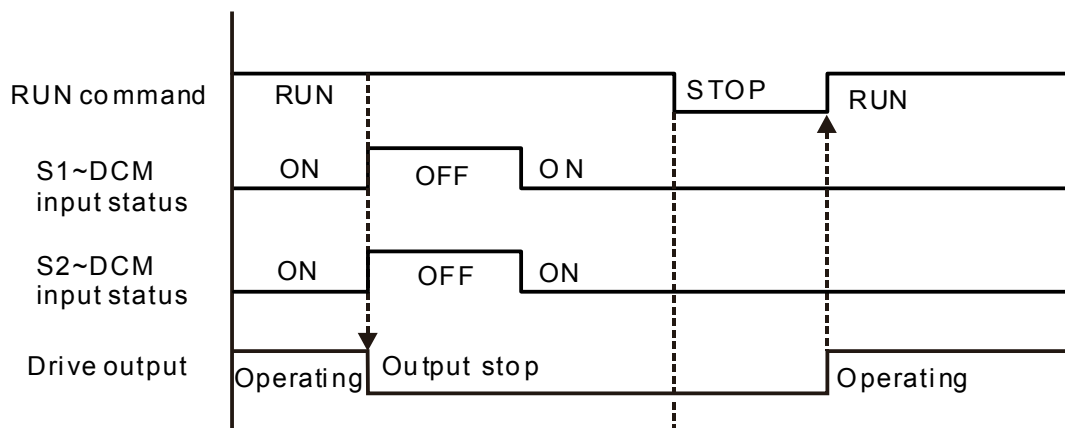 RUN command
RUN
STOP
RUN
S1~DCM
input status
ON
OFF
ON
S2~DCM
input status
ON
OFF
ON
Drive output
Operating
Output stop
Operating